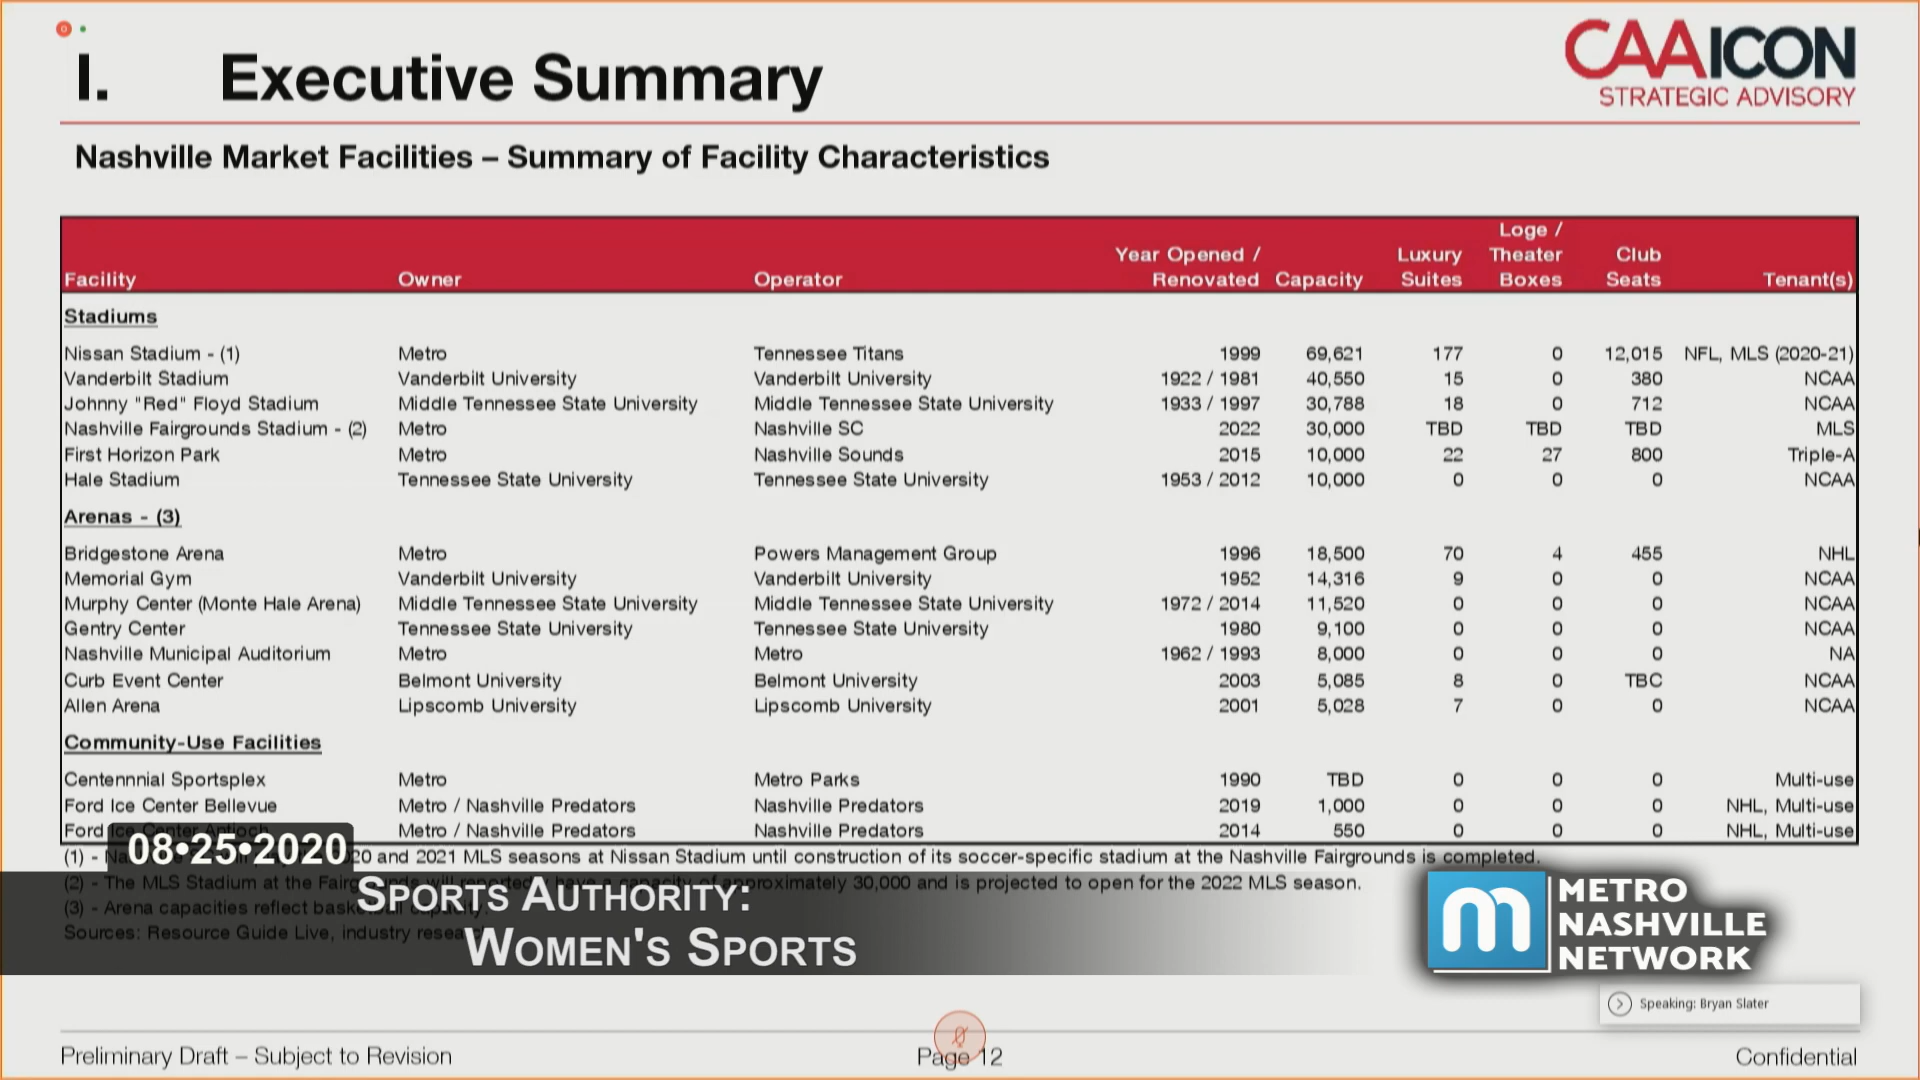 I. Executive Summary
CAAICON
STRATEGIC ADVISORY
Nashville Market Facilities – Summary of Facility Characteristics
Facility Owner Operator Year Opened / Renovated Capacity Luxury Suites Loge / Theater Boxes Club Seats Tenant(s)
Stadiums
Nissan Stadium - (1) Metro Tennessee Titans 1999 69,621 177 0 12,015 NFL, MLS (2020-21)
Vanderbilt Stadium Vanderbilt University Vanderbilt University 1922 / 1981 40,550 15 0 380 NCAA
Johnny "Red" Floyd Stadium Middle Tennessee State University Middle Tennessee State University 1933 / 1997 30,788 18 0 712 NCAA
Nashville Fairgrounds Stadium - (2) Metro Nashville SC 2022 30,000 TBD TBD TBD MLS
First Horizon Park Metro Nashville Sounds 2015 10,000 22 27 800 Triple-A
Hale Stadium Tennessee State University Tennessee State University 1953 / 2012 10,000 0 0 0 NCAA
Arenas - (3)
Bridgestone Arena Metro Powers Management Group 1996 18,500 70 4 455 NHL
Memorial Gym Vanderbilt University Vanderbilt University 1952 14,316 9 0 0 NCAA
Murphy Center (Monte Hale Arena) Middle Tennessee State University Middle Tennessee State University 1972 / 2014 11,520 0 0 0 NCAA
Gentry Center Tennessee State University Tennessee State University 1980 9,100 0 0 0 NCAA
Nashville Municipal Auditorium Metro Metro 1962 / 1993 8,000 0 0 0 NA
Curb Event Center Belmont University Belmont University 2003 5,085 8 0 TBC NCAA
Allen Arena Lipscomb University Lipscomb University 2001 5,028 7 0 0 NCAA
Community-Use Facilities
Centennnial Sportsplex Metro Metro Parks 1990 TBD 0 0 0 Multi-use
Ford Ice Center Bellevue Metro / Nashville Predators Nashville Predators 2019 1,000 0 0 0 NHL, Multi-use
Ford Ice Center Antioch Metro / Nashville Predators Nashville Predators 2014 550 0 0 0 NHL, Multi-use
(1) - 20 and 2021 MLS seasons at Nissan Stadium until construction of its soccer-specific stadium at the Nashville Fairgrounds is completed.
(2) - The MLS Stadium at the approximately 30,000 and is projected to open for the 2022 MLS season.
(3) - Arena capacities reflect
Sources: Resource Guide Live, industry
08•25•2020
Sports Authority:
Women's Sports
m
METRO
NASHVILLE
NETWORK
Speaking: Bryan Slater
Preliminary Draft – Subject to Revision Page 12 Confidential